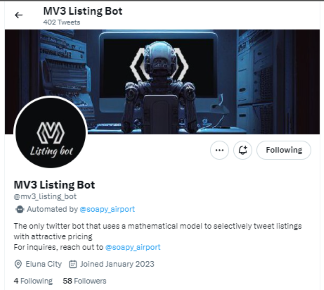 MV3 Listing Bot
402 Tweets
Listing bot
Following
MV3 Listing Bot
@mv3_listing_bot
Automated by @soapy_airport
The only twitter bot that uses a mathematical model to selectively tweet listings
with attractive pricing
For inquires, reach out to @soapy_airport
Eluna City Joined January 2023
4 Following 58 Followers